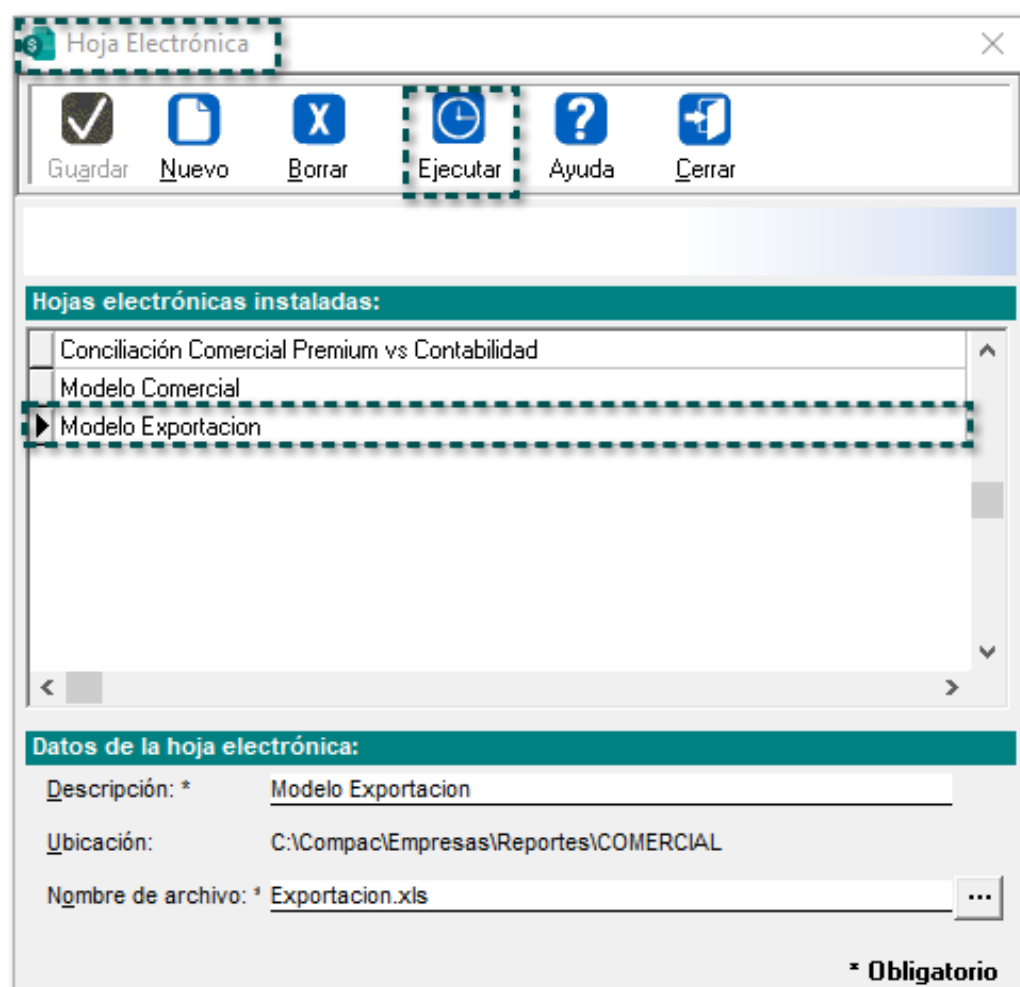 $ Hoja Electrónica
Guardar Nuevo Borrar Ejecutar Ayuda Cerrar
Hojas electrónicas instaladas:
Conciliación Comercial Premium vs Contabilidad
Modelo Comercial
Modelo Exportacion
Datos de la hoja electrónica:
Descripción: * Modelo Exportacion
Ubicación: C:\Compac\Empresas\Reportes\COMERCIAL
Nombre de archivo: * Exportacion.xls ...
* Obligatorio